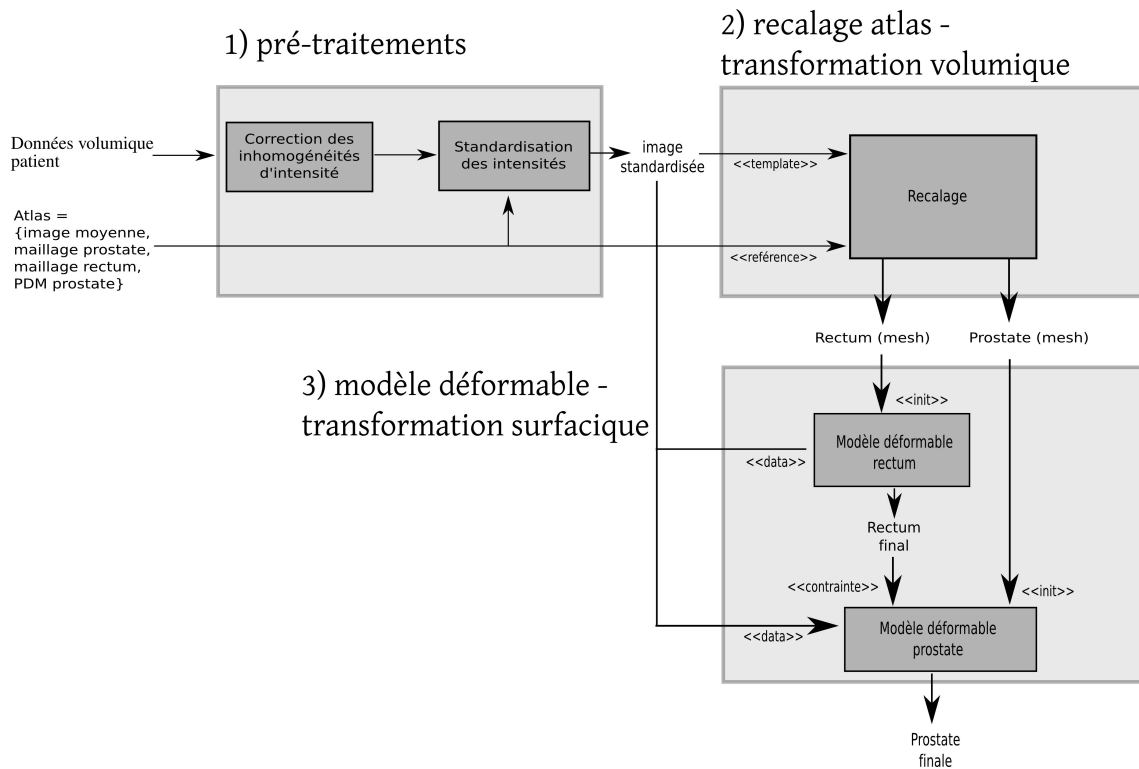 1) pré-traitements
2) recalage atlas -
transformation volumique
Données volumique
patient
Correction des
inhomogénéités
d'intensité
Standardisation
des intensités
image
standardisée
<<template>>
Recalage
Atlas =
{image moyenne,
maillage prostate,
maillage rectum,
PDM prostate}
<<reférence>>
Rectum (mesh)
Prostate (mesh)
3) modèle déformable -
transformation surfacique
<<init>>
Modèle déformable
rectum
<<data>>
Rectum
final
<<contrainte>>
<<init>>
Modèle déformable
prostate
<<data>>
Prostate
finale